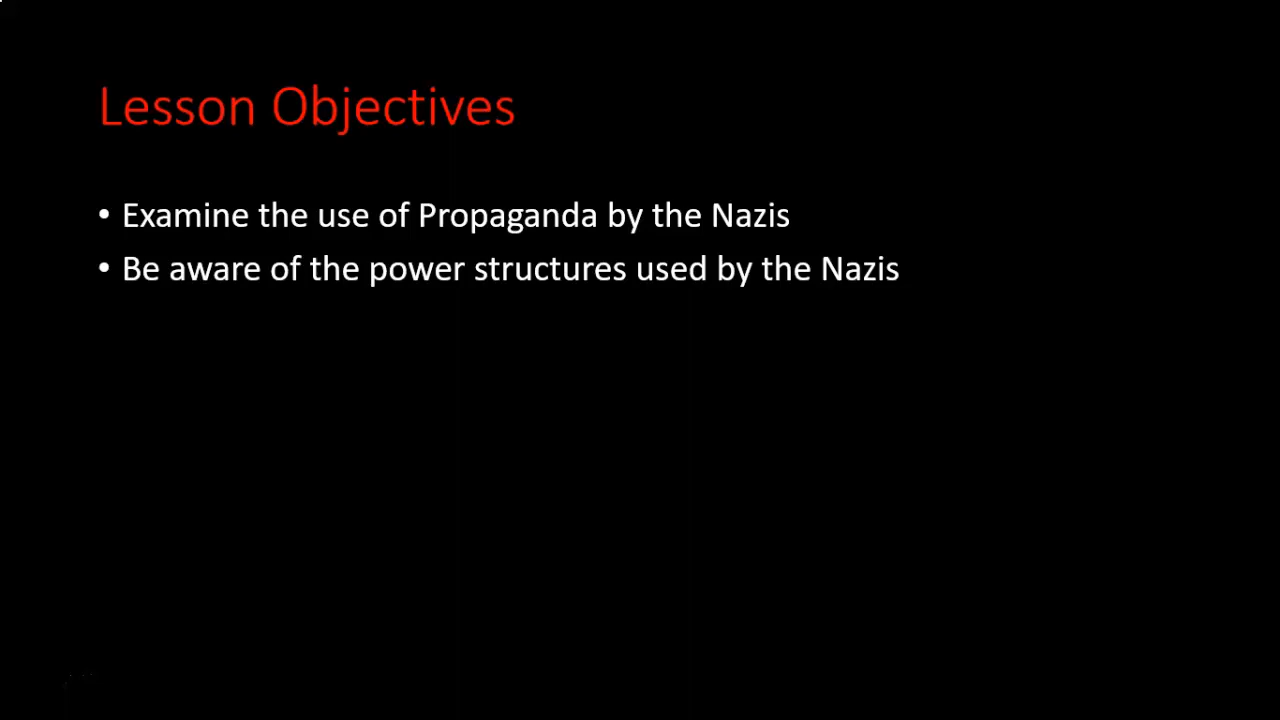 Lesson Objectives
• Examine the use of Propaganda by the Nazis
• Be aware of the power structures used by the Nazis